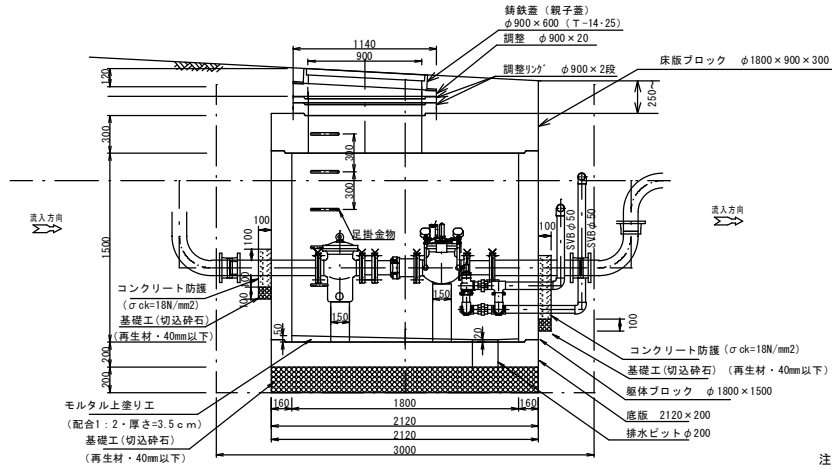 鋳鉄蓋（親子蓋）
φ900×600（T-14･25）
調整 φ900×20
調整ﾘﾝｸﾞ φ900×2段
床版ブロック φ1800×900×300
1140
900
120
300
1500
200
200
250~
300
300
足掛金物
流入方向
流入方向
100
100
100
コンクリート防護
(σck=18N/mm2)
基礎工(切込砕石)
(再生材・40mm以下)
150
150
50
20
SVBφ50
SVBφ50
100
100
コンクリート防護(σck=18N/mm2)
基礎工(切込砕石) (再生材・40mm以下)
躯体ブロック φ1800×1500
底版 2120×200
排水ピットφ200
モルタル上塗り工
(配合1：2・厚さ=3.5cm)
基礎工(切込砕石)
(再生材・40mm以下)
160
1800
160
2120
2120
3000
注